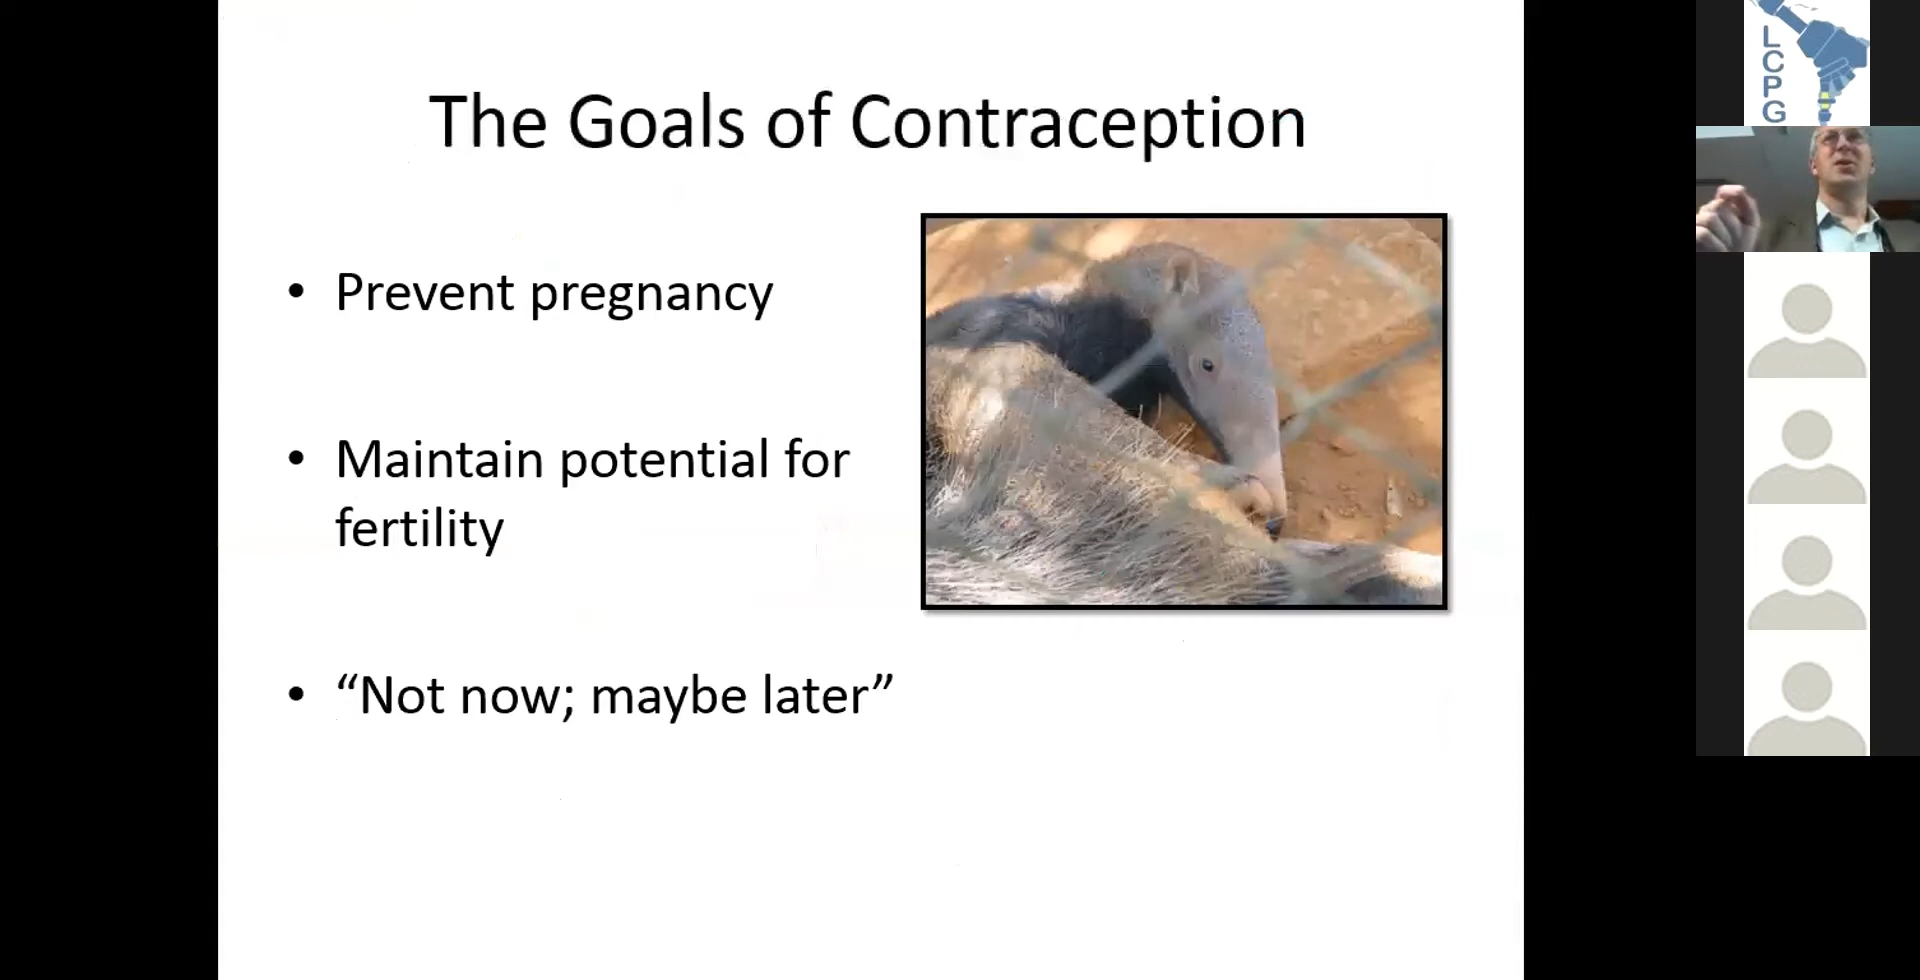 The Goals of Contraception
• Prevent pregnancy
• Maintain potential for
fertility
• “Not now; maybe later”
L
C
P
G